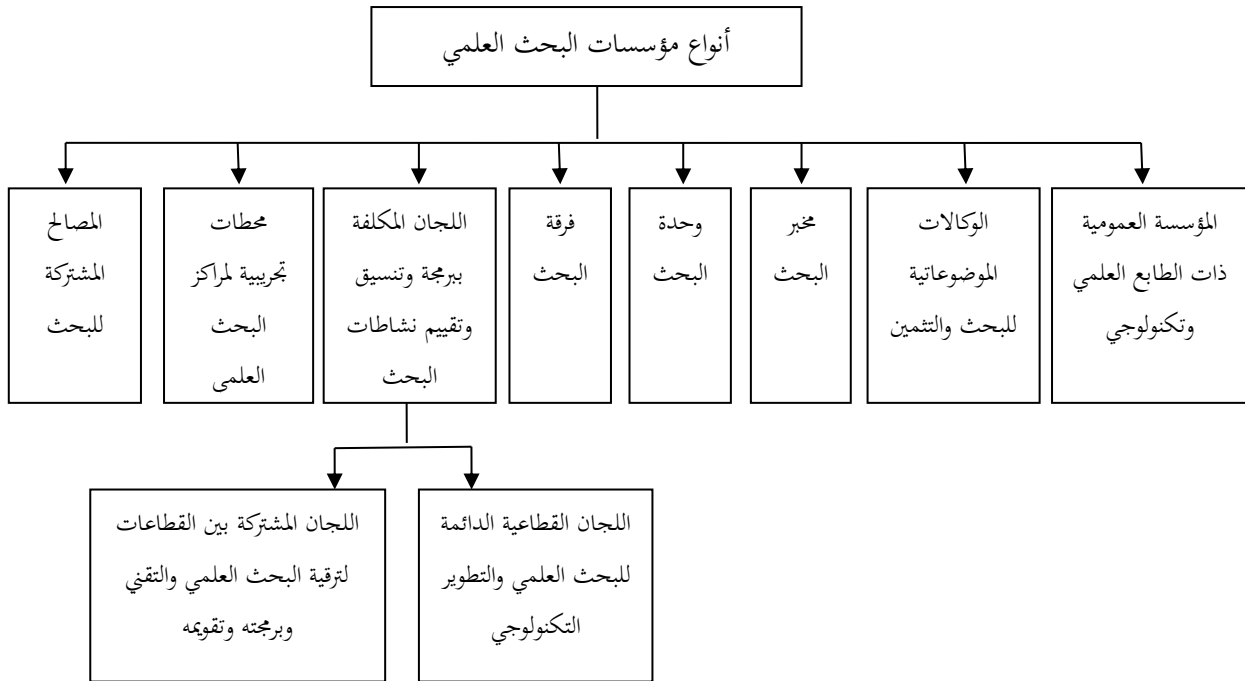 أنواع مؤسسات البحث العلمي
المؤسسة العمومية
ذات الطابع العلمي
وتكنولوجي
الوكالات
الموضوعاتية
للبحث والتثمين
مخبر
البحث
وحدة
البحث
فرقة
البحث
اللجان المكلفة
ببرمجة وتنسيق
وتقييم نشاطات
البحث
محطات
تجريبية لمراكز
البحث
العلمى
المصالح
المشتركة
للبحث
اللجان القطاعية الدائمة
للبحث العلمي والتطوير
التكنولوجي
اللجان المشتركة بين القطاعات
لترقية البحث العلمي والتقني
وبرمجته وتقويمه